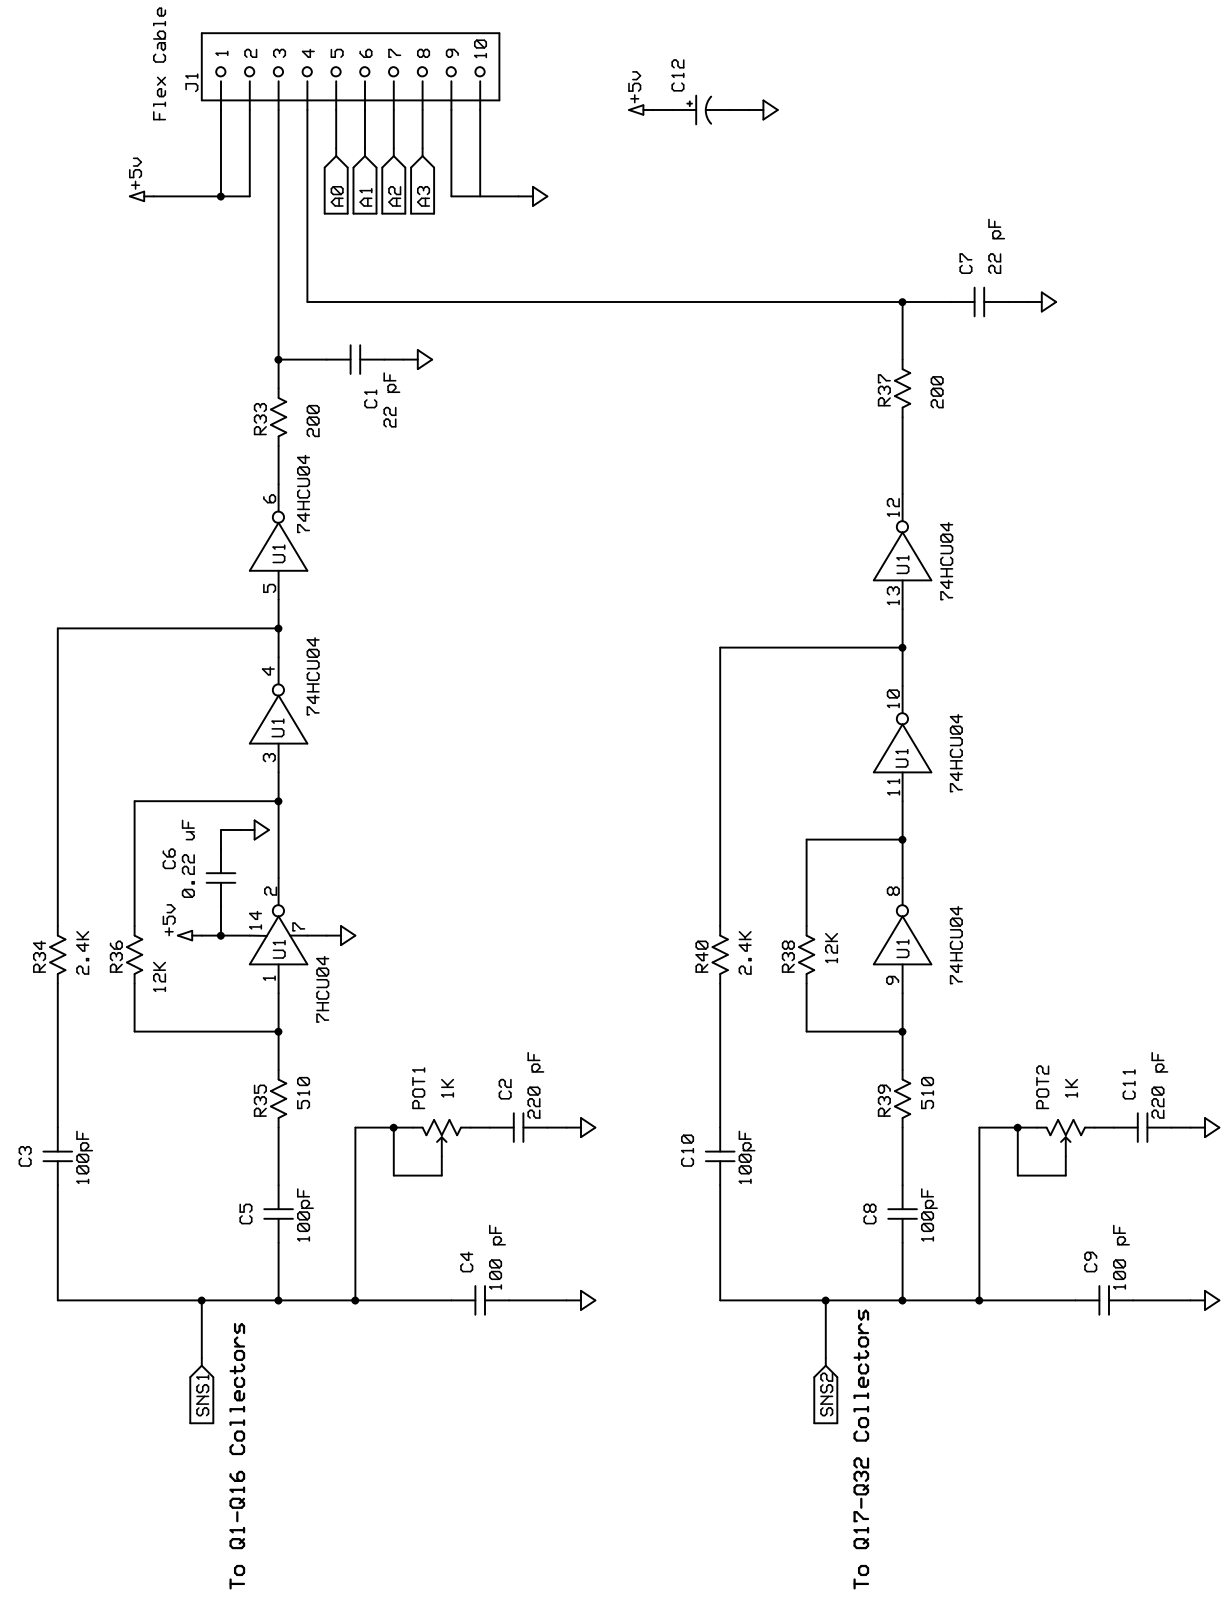 Flex Cable
J1
1
2
3
4
5
6
7
8
9
10
+5v
A0
A1
A2
A3
+5v
C12
+
C7
22 pF
C1
22 pF
R33
200
R37
200
6
74HCU04
U1
5
12
74HCU04
U1
13
4
74HCU04
U1
3
10
74HCU04
U1
11
C6
0.22 uF
+5v
14
2
7
U1
1
7HCU04
R34
2.4K
R36
12K
R40
2.4K
R38
12K
8
U1
9
74HCU04
R35
510
POT1
1K
C2
220 pF
R39
510
POT2
1K
C11
220 pF
C3
100pF
C5
100pF
C4
100 pF
C10
100pF
C8
100pF
C9
100 pF
SNS1
To Q1-Q16 Collectors
SNS2
To Q17-Q32 Collectors